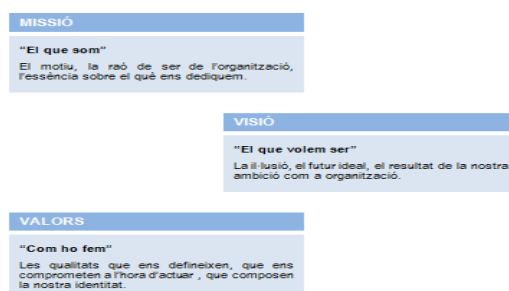 MISSIÓ
"El que som"
El motiu, la raó de ser de l'organització,
l'essència sobre el què ens dediquem.
VISIÓ
"El que volem ser"
La il·lusió, el futur ideal, el resultat de la nostra
ambició com a organització.
VALORS
"Com ho fem"
Les qualitats que ens defineixen, que ens
comprometen a l'hora d'actuar , que composen
la nostra identitat.